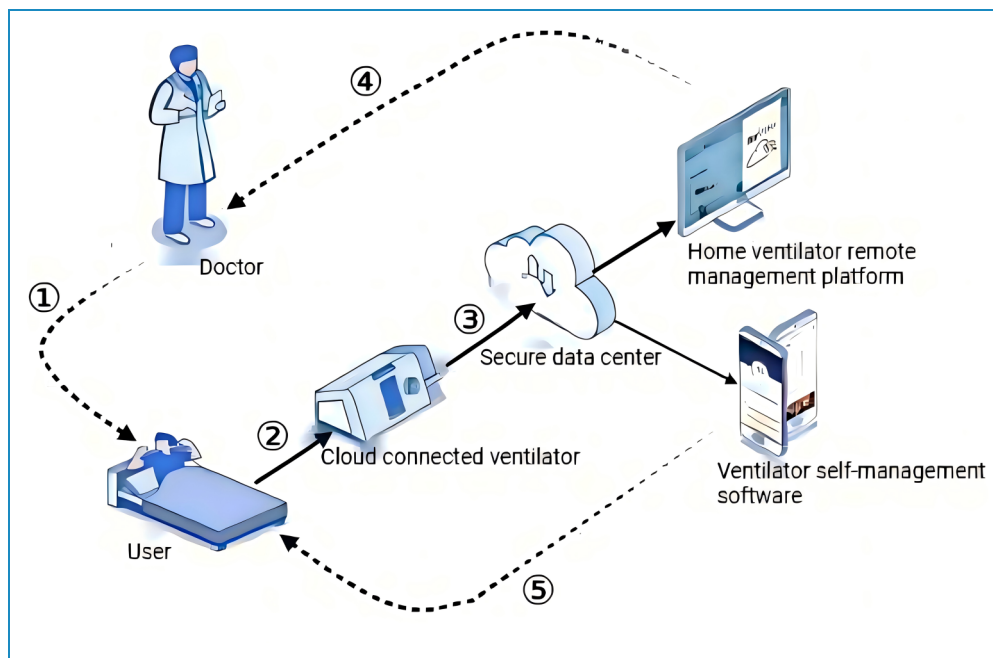 ④
Doctor
Home ventilator remote
management platform
①
③
Secure data center
②
Cloud connected ventilator
Ventilator self-management
software
User
⑤